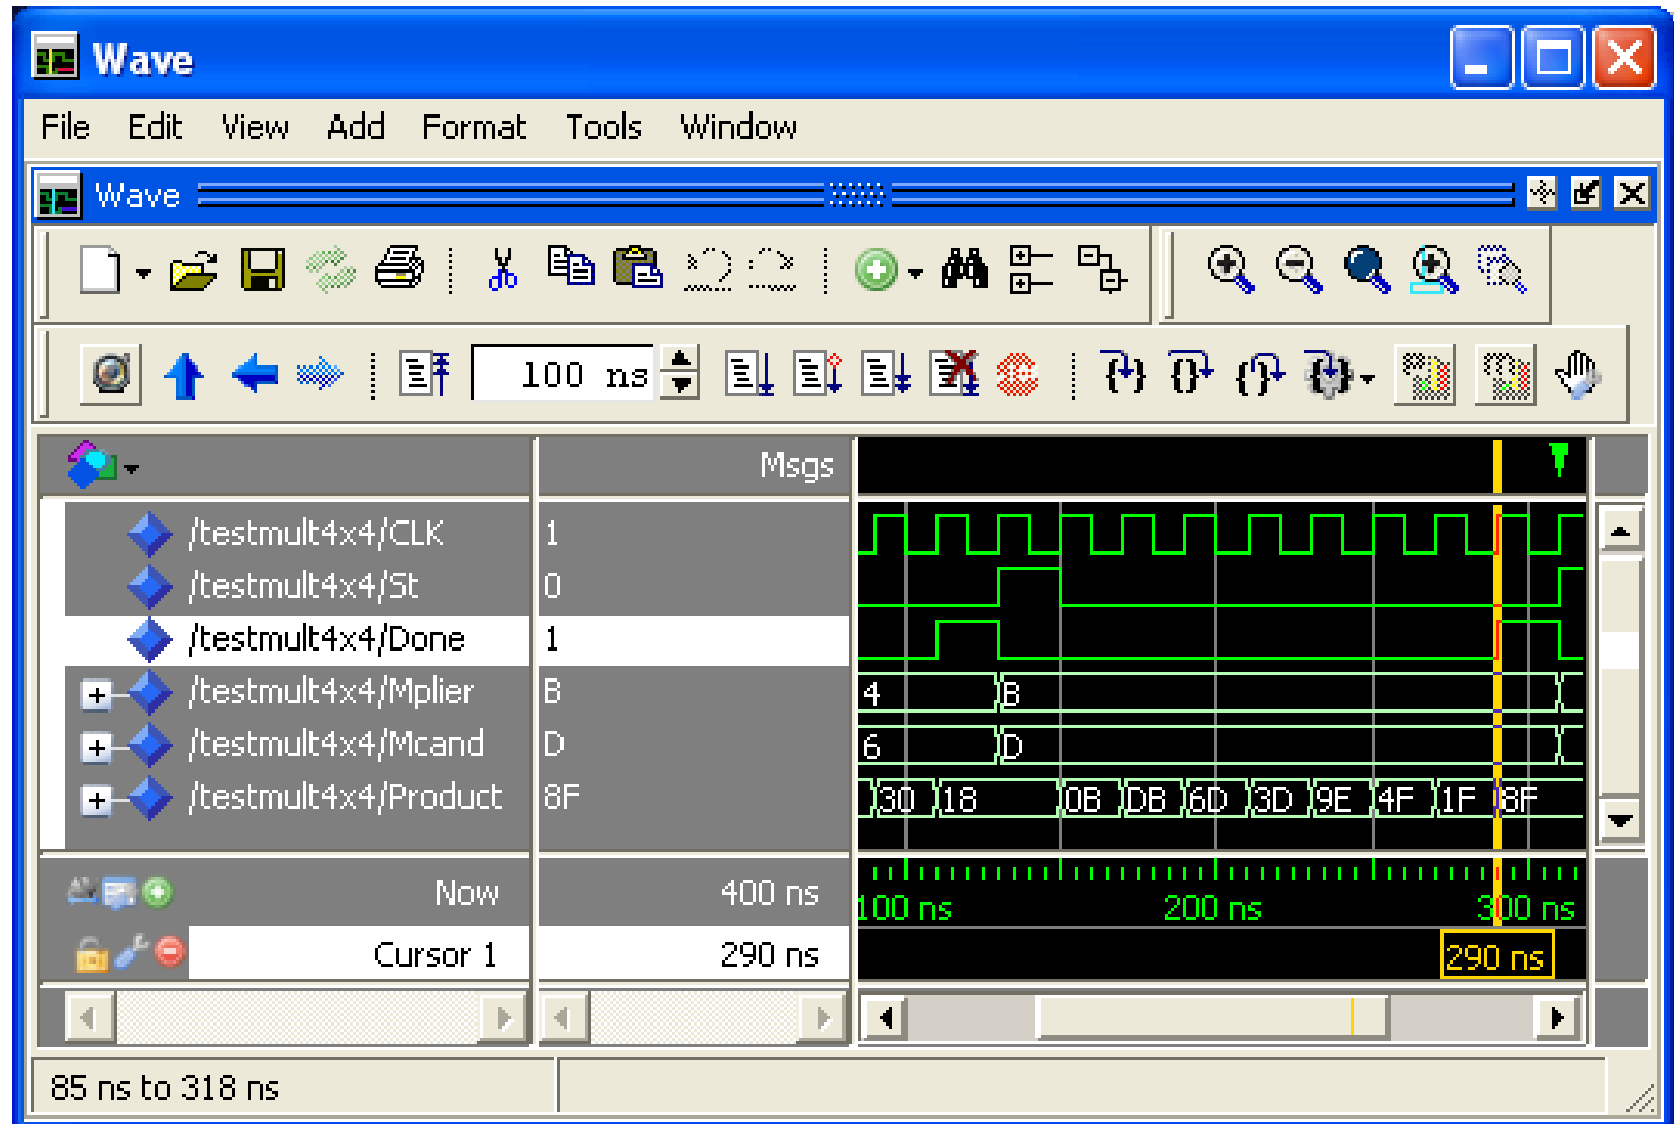 Wave
File Edit View Add Format Tools Window
Wave
100 ns
Msgs
/testmult4x4/CLK 1
/testmult4x4/St 0
/testmult4x4/Done 1
/testmult4x4/Mplier B 4 B
/testmult4x4/Mcand D 6 D
/testmult4x4/Product 8F 30 18 0B DB 6D 3D 9E 4F 1F 8F
Now 400 ns 100 ns 200 ns 300 ns
Cursor 1 290 ns 290 ns
85 ns to 318 ns